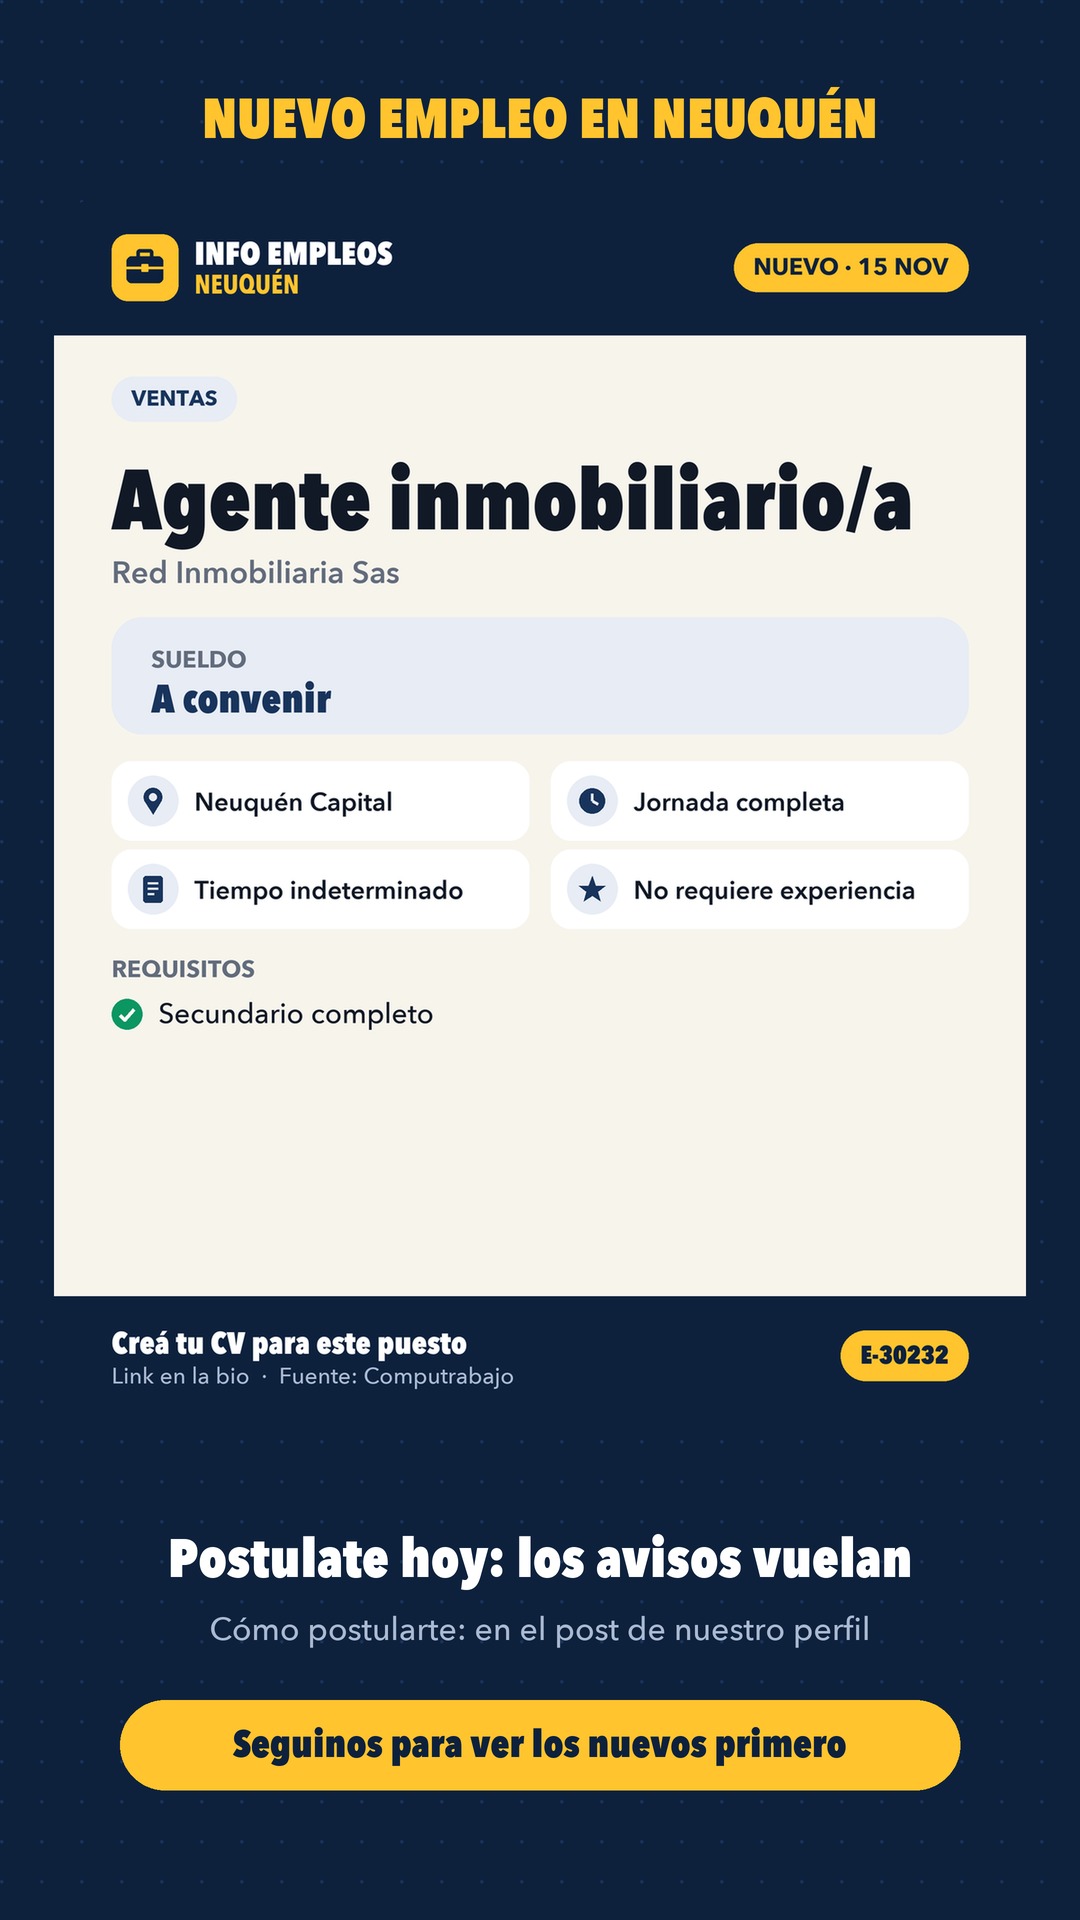 NUEVO EMPLEO EN NEUQUÉN
INFO EMPLEOS
NEUQUÉN
NUEVO · 15 NOV
VENTAS
Agente inmobiliario/a
Red Inmobiliaria Sas
SUELDO
A convenir
Neuquén Capital
Jornada completa
Tiempo indeterminado
No requiere experiencia
REQUISITOS
Secundario completo
Creá tu CV para este puesto
Link en la bio · Fuente: Computrabajo
E-30232
Postulate hoy: los avisos vuelan
Cómo postularte: en el post de nuestro perfil
Seguinos para ver los nuevos primero